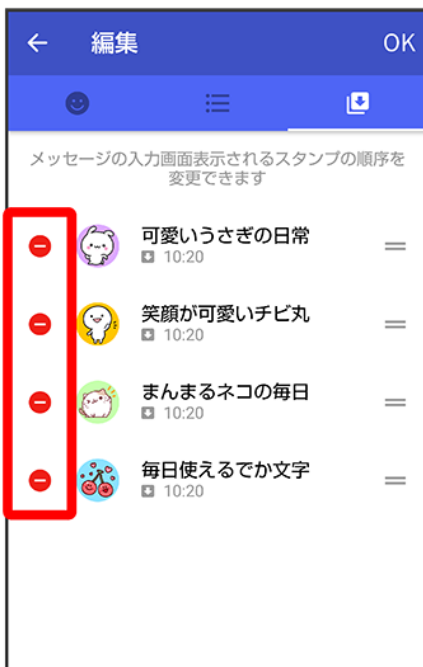 編集 OK
メッセージの入力画面表示されるスタンプの順序を
変更できます
可愛いうさぎの日常
10:20
笑顔が可愛いチビ丸
10:20
まんまるネコの毎日
10:20
毎日使えるでか文字
10:20